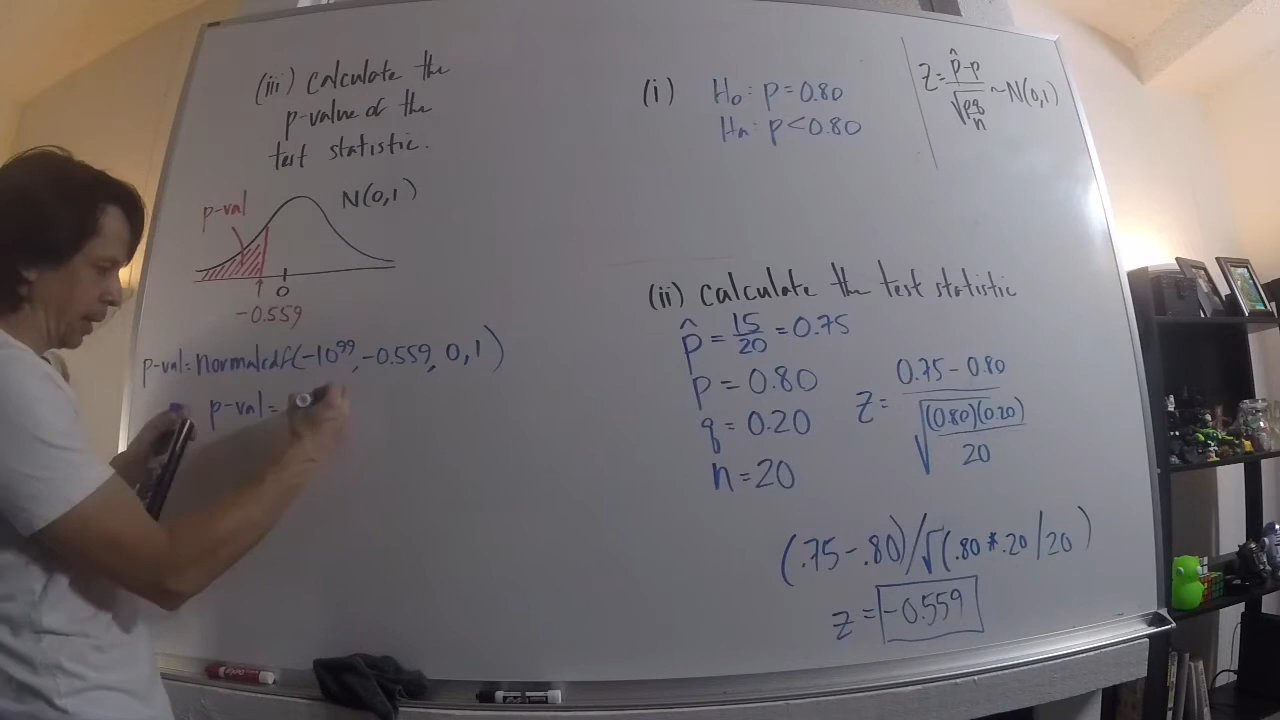 (iii) Calculate the
p-value of the
test statistic.
p-val
N(0,1)
0
-0.559
p-val=normalcdf(-10^99,-0.559,0,1)
p-val=
(i)
H₀: p=0.80
Ha: p<0.80
Z = (p̂-p)/√(pq/n) ~N(0,1)
(ii) Calculate the test statistic
p̂ = 15/20 = 0.75
p = 0.80
q = 0.20
n = 20
Z = (0.75-0.80)/√((0.80)(0.20)/20)
(.75-.80)/√(.80*.20/20)
z = -0.559